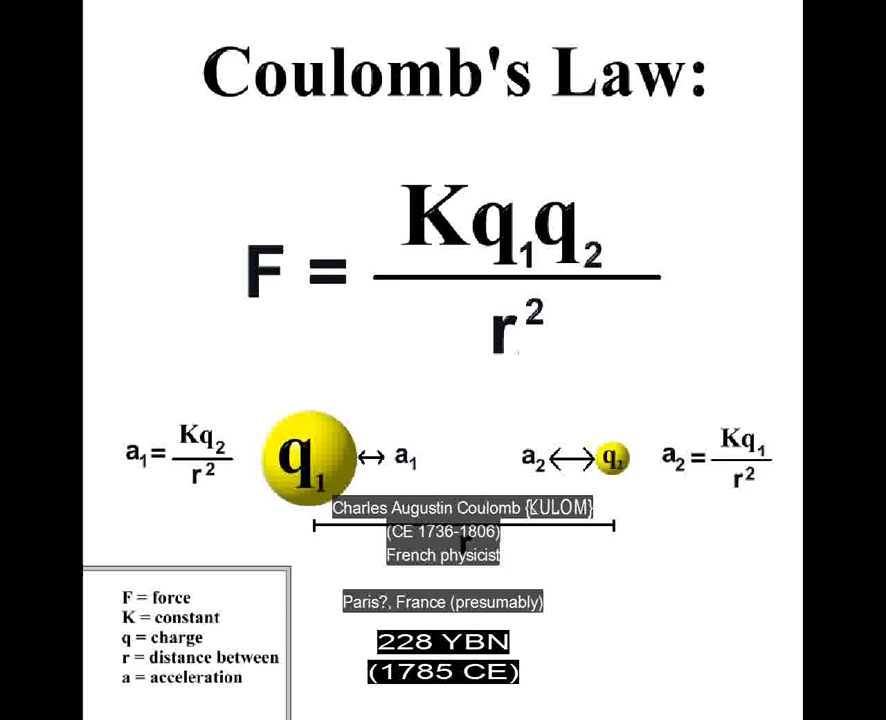 Coulomb's Law:
F = Kq₁q₂ / r²
a₁ = Kq₂ / r²
q₁
a₁
a₂
q₂
a₂ = Kq₁ / r²
Charles Augustin Coulomb {KULOM}
(CE 1736-1806)
French physicist
r
Paris?, France (presumably)
228 YBN
(1785 CE)
F = force
K = constant
q = charge
r = distance between
a = acceleration